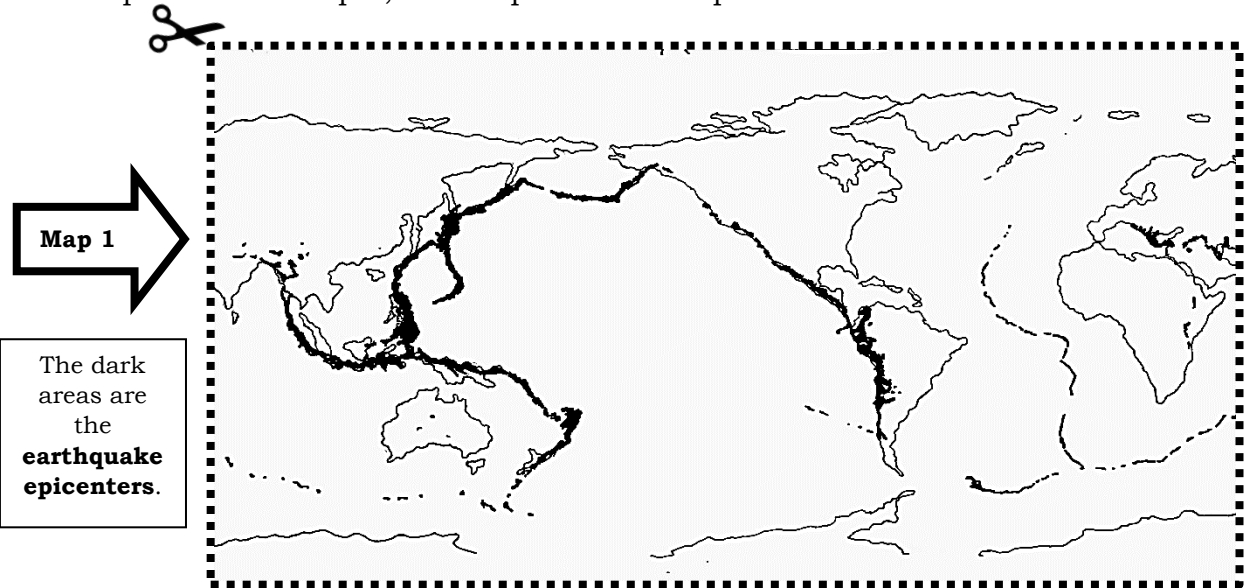 Map 1
The dark
areas are
the
earthquake
epicenters.